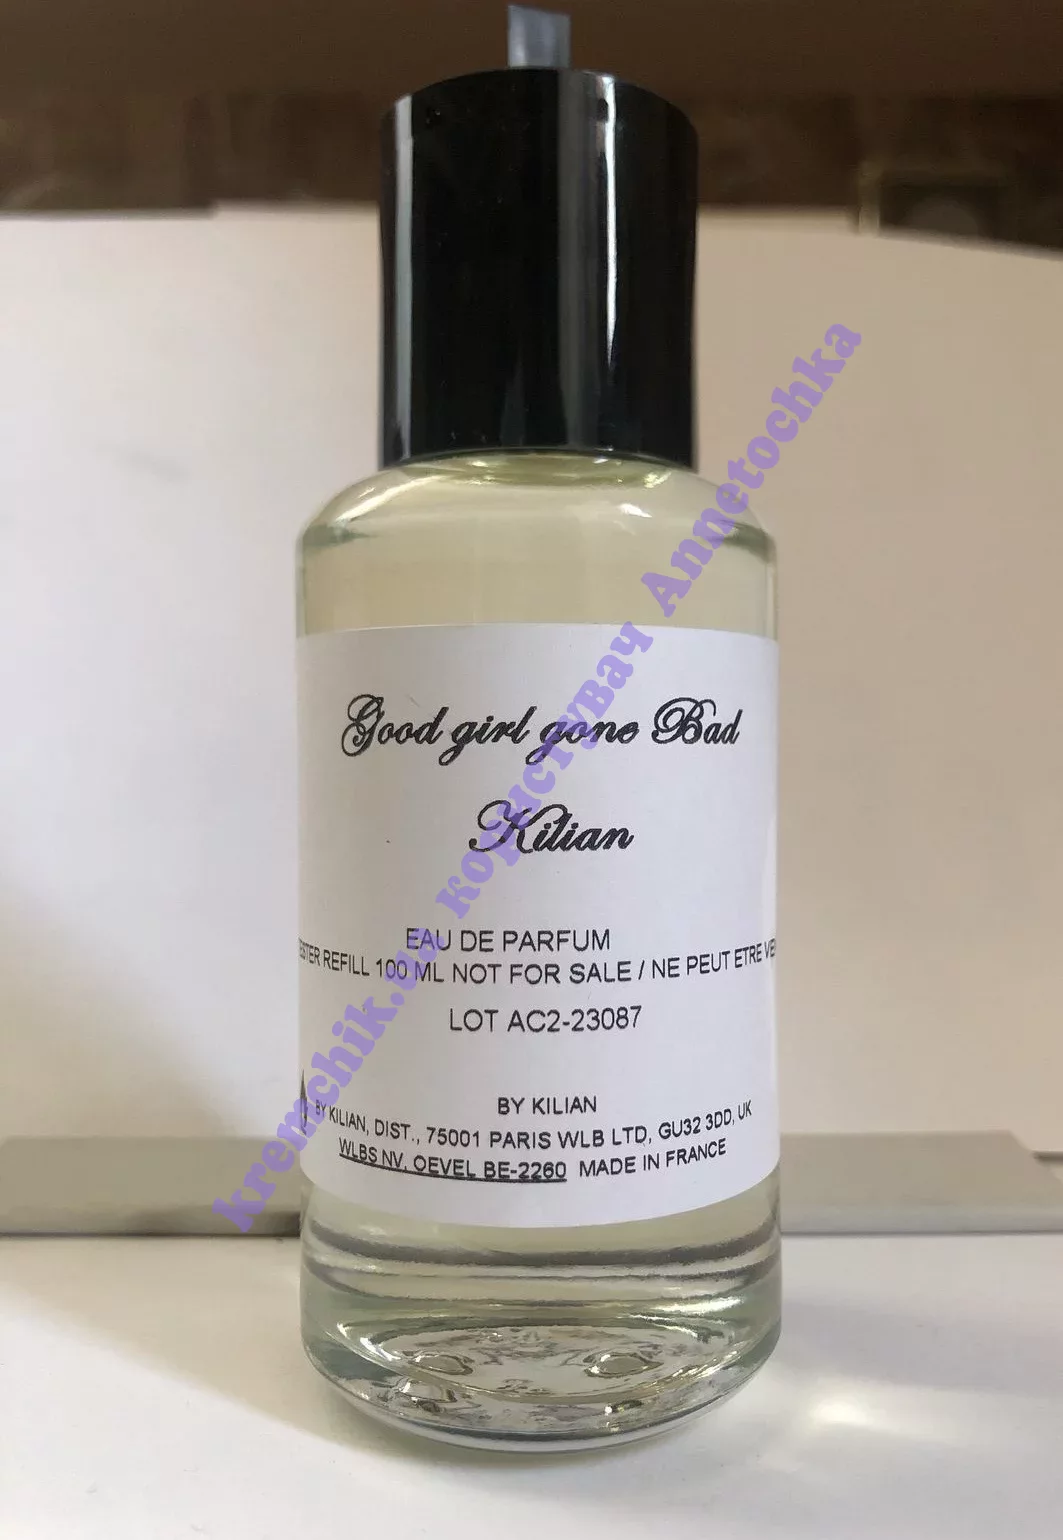 Good girl gone Bad
Kilian
EAU DE PARFUM
ESTER REFILL 100 ML NOT FOR SALE / NE PEUT ETRE VE
LOT AC2-23087
BY KILIAN
BY KILIAN, DIST., 75001 PARIS WLB LTD, GU32 3DD, UK
WLBS NV, OEVEL BE-2260 MADE IN FRANCE
kremchik.ua користувач Annetochka